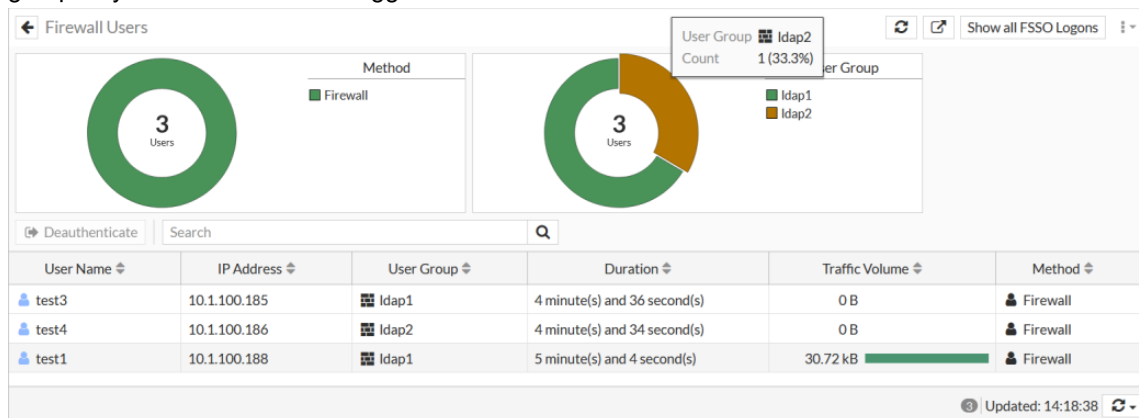 Firewall Users
Show all FSSO Logons
User Group ldap2
Count 1 (33.3%)
Method
Firewall
3
Users
User Group
ldap1
ldap2
3
Users
Deauthenticate
Search
User Name IP Address User Group Duration Traffic Volume Method
test3 10.1.100.185 ldap1 4 minute(s) and 36 second(s) 0 B Firewall
test4 10.1.100.186 ldap2 4 minute(s) and 34 second(s) 0 B Firewall
test1 10.1.100.188 ldap1 5 minute(s) and 4 second(s) 30.72 kB Firewall
3 Updated: 14:18:38